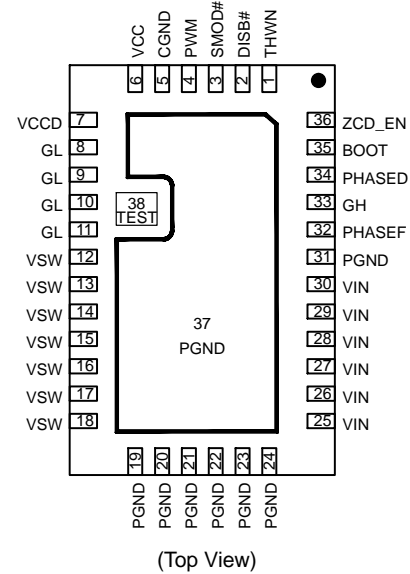 VCC
CGND
PWM
SMOD#
DISB#
THWN
6
5
4
3
2
1
VCCD 7
GL 8
GL 9
GL 10
GL 11
VSW 12
VSW 13
VSW 14
VSW 15
VSW 16
VSW 17
VSW 18
38
TEST
37
PGND
36 ZCD_EN
35 BOOT
34 PHASED
33 GH
32 PHASEF
31 PGND
30 VIN
29 VIN
28 VIN
27 VIN
26 VIN
25 VIN
19
20
21
22
23
24
PGND
PGND
PGND
PGND
PGND
PGND
(Top View)